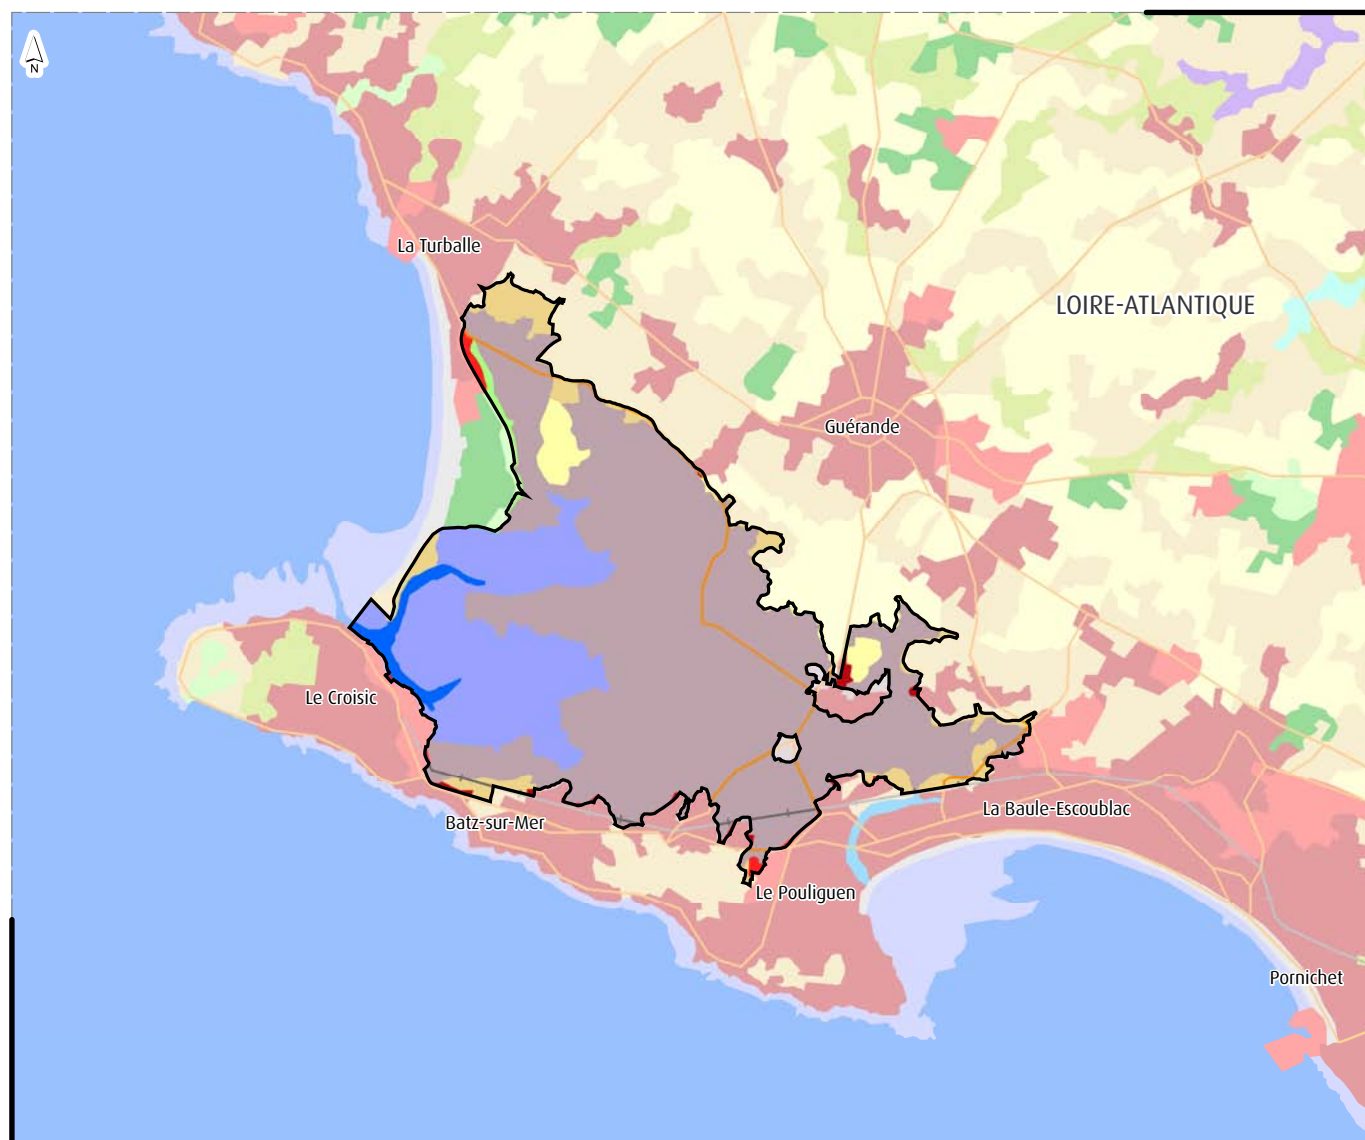 N
La Turballe
LOIRE-ATLANTIQUE
Guérande
Le Croisic
La Baule-Escoublac
Batz-sur-Mer
Le Pouliguen
Pornichet